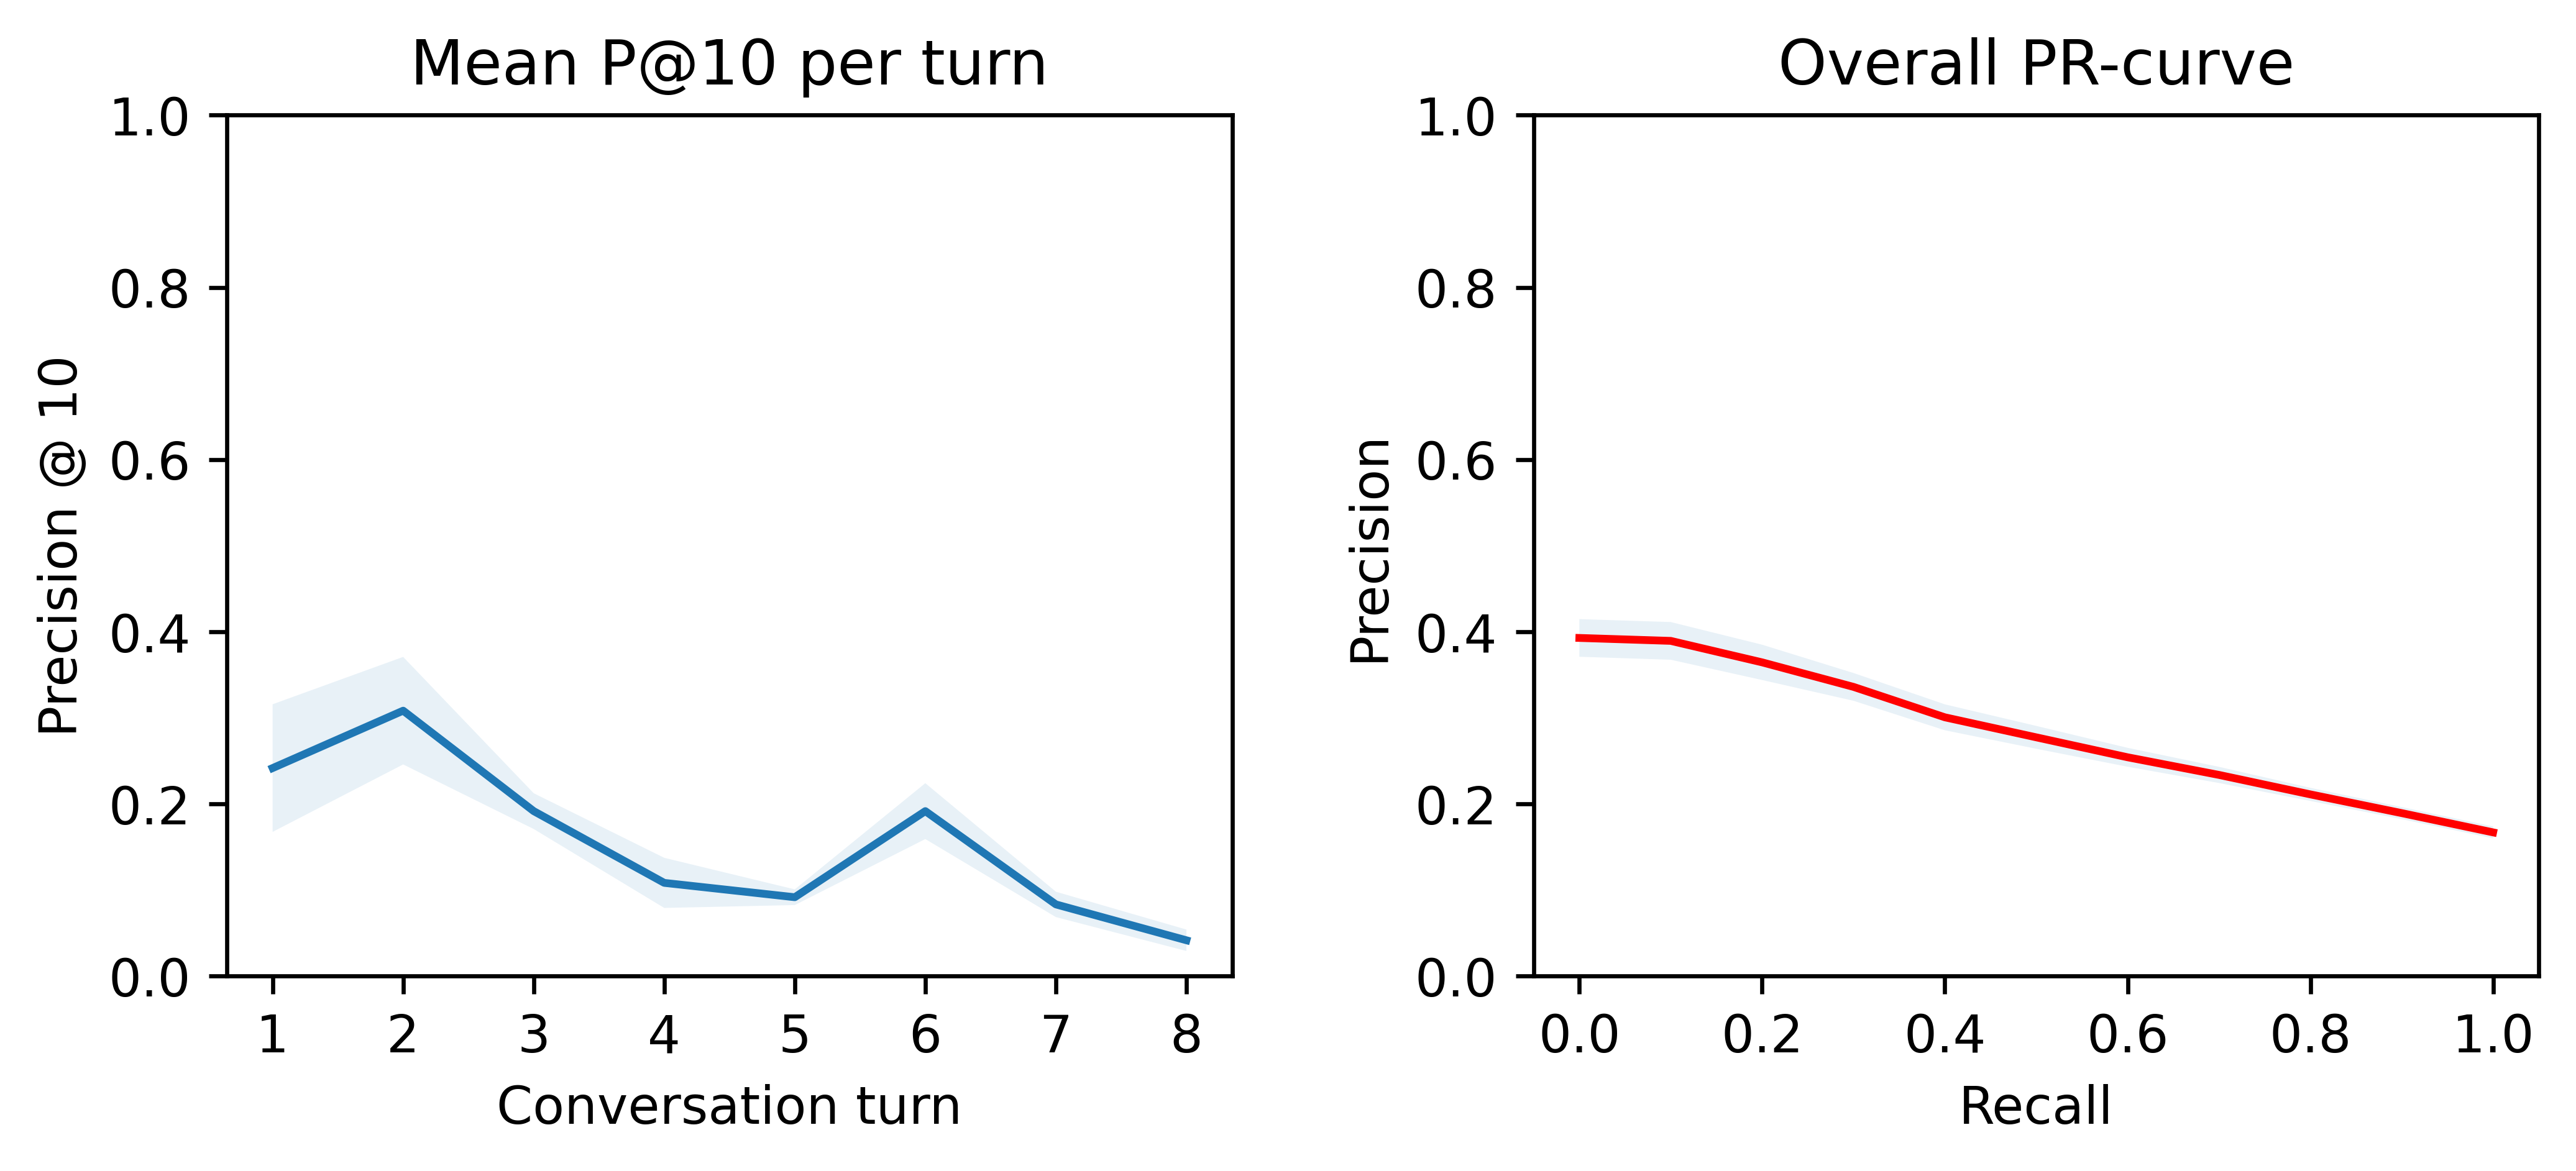 Mean P@10 per turn
1.0
0.8
0.6
0.4
0.2
0.0
Precision @ 10
1 2 3 4 5 6 7 8
Conversation turn
Overall PR-curve
1.0
0.8
0.6
0.4
0.2
0.0
Precision
0.0 0.2 0.4 0.6 0.8 1.0
Recall